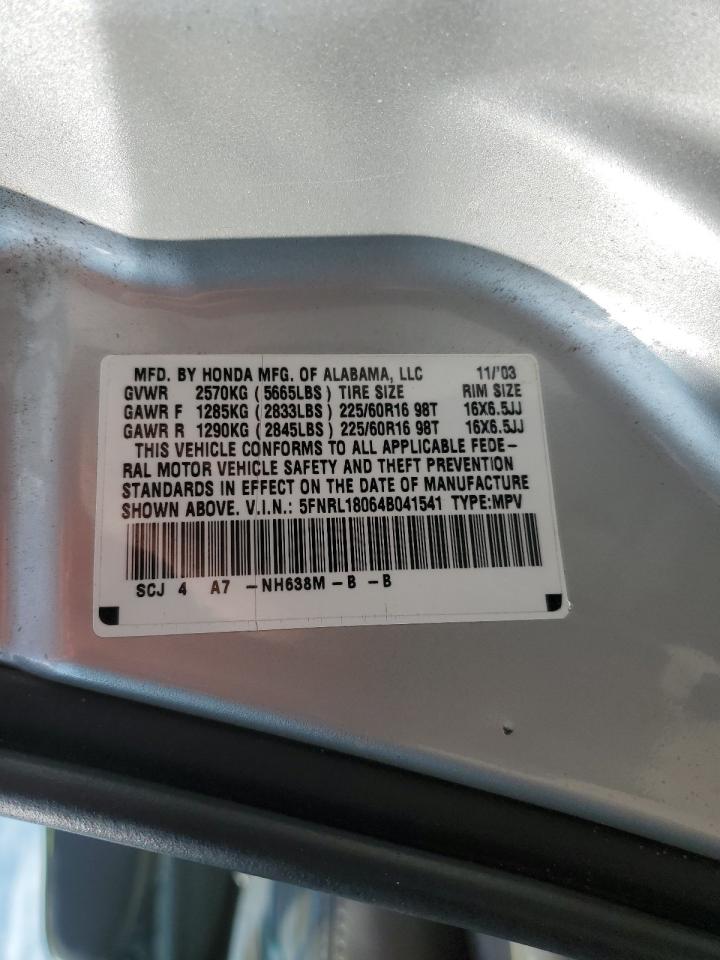 MFD. BY HONDA MFG. OF ALABAMA, LLC 11/'03
GVWR 2570KG (5665LBS) TIRE SIZE RIM SIZE
GAWR F 1285KG (2833LBS) 225/60R16 98T 16X6.5JJ
GAWR R 1290KG (2845LBS) 225/60R16 98T 16X6.5JJ
THIS VEHICLE CONFORMS TO ALL APPLICABLE FEDE-
RAL MOTOR VEHICLE SAFETY AND THEFT PREVENTION
STANDARDS IN EFFECT ON THE DATE OF MANUFACTURE
SHOWN ABOVE. V.I.N.: 5FNRL18064B041541 TYPE:MPV
SCJ 4 A7 -NH638M-B -B